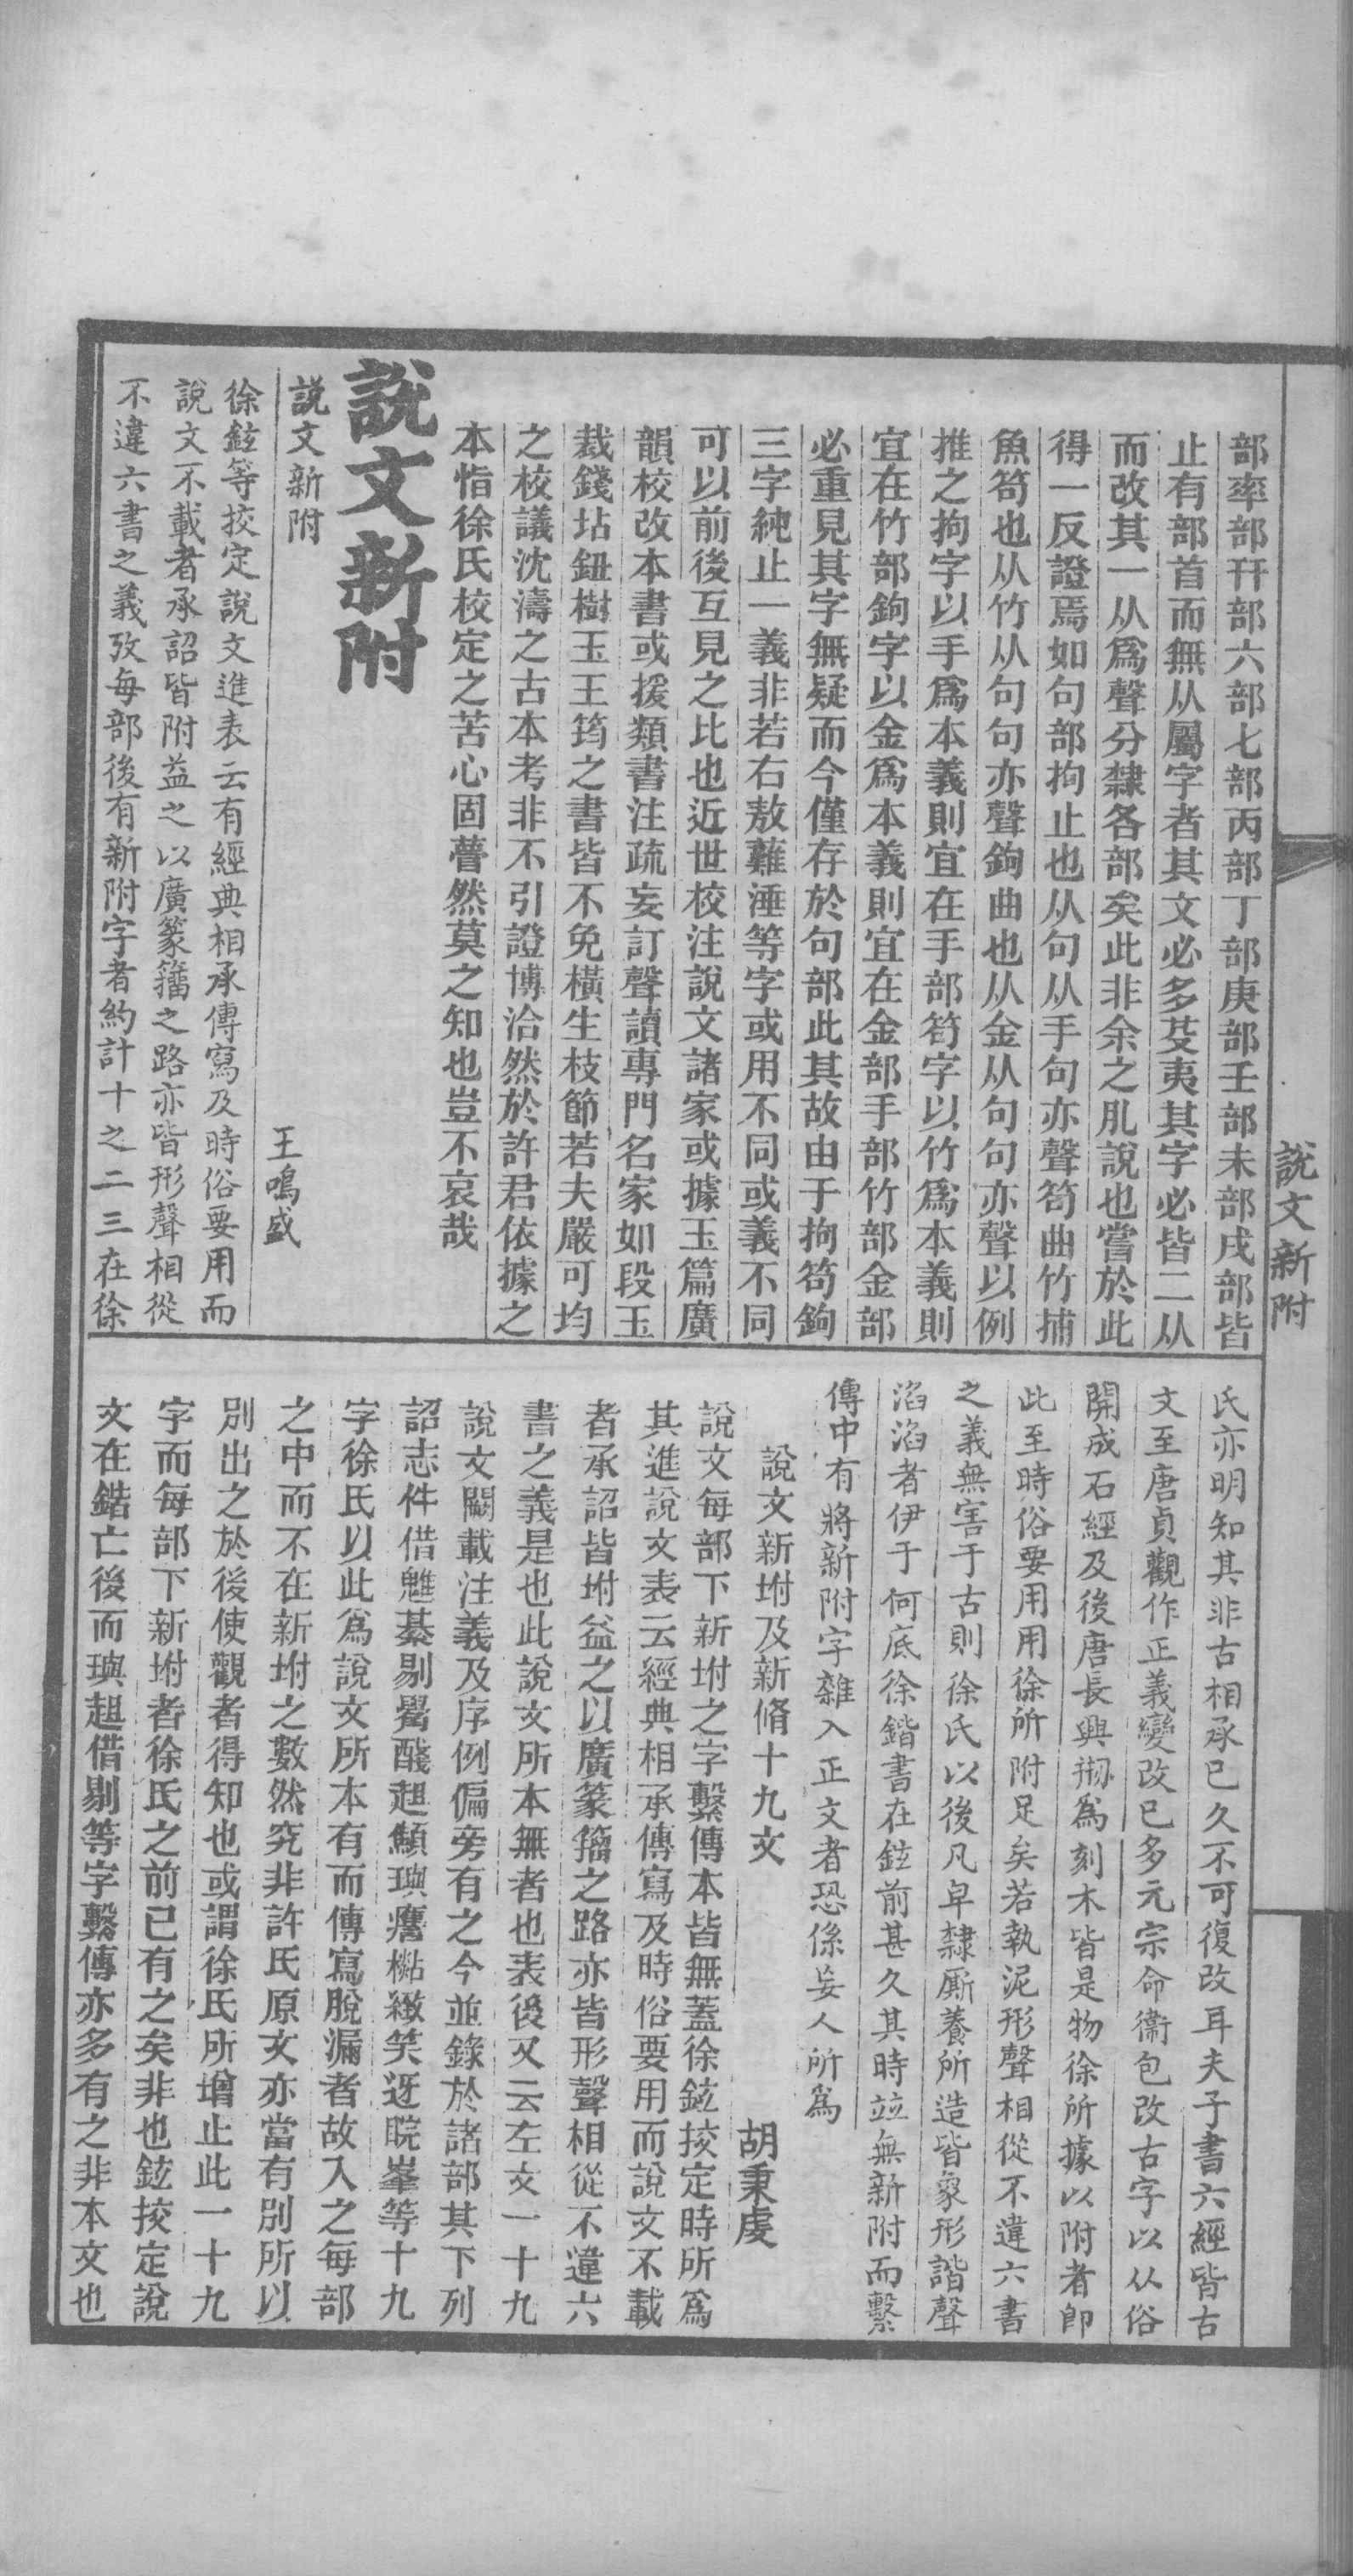 部率部幵部六部七部丙部丁部庚部壬部未部戌部皆
止有部首而無从屬字者其文必多芟夷其字必皆二从
而改其一从爲聲分隸各部矣此非余之肊說也嘗於此
得一反證焉如句部拘止也从句从手句亦聲笱曲竹捕
魚笱也从竹从句句亦聲鉤曲也从金从句句亦聲以例
推之拘字以手爲本義則宜在手部笱字以竹爲本義則
宜在竹部鉤字以金爲本義則宜在金部手部竹部金部
必重見其字無疑而今僅存於句部此其故由于拘笱鉤
三字純止一義非若右敖蘸涶等字或用不同或義不同
可以前後互見之比也近世校注說文諸家或據玉篇廣
韻校改本書或援類書注疏妄訂聲讀專門名家如段玉
裁錢坫鈕樹玉王筠之書皆不免橫生枝節若夫嚴可均
之校議沈濤之古本考非不引證博洽然於許君依據之
本恉徐氏校定之苦心固瞢然莫之知也豈不哀哉
說文新附
說文新附
王鳴盛
徐鉉等挍定說文進表云有經典相承傳寫及時俗要用而
說文不載者承詔皆附益之以廣篆籒之路亦皆形聲相從
不違六書之義攷每部後有新附字者約計十之二三在徐
說文新附
氏亦明知其非古相承已久不可復改耳夫子書六經皆古
文至唐貞觀作正義變改已多元宗命衞包改古字以从俗
開成石經及後唐長興刱爲刻木皆是物徐所據以附者卽
此至時俗要用用徐所附足矣若執泥形聲相從不違六書
之義無害于古則徐氏以後凡皁隸厮養所造皆象形諧聲
滔滔者伊于何底徐鍇書在鉉前甚久其時竝無新附而繫
傳中有將新附字雜入正文者恐係妄人所爲
說文新坿及新脩十九文
胡秉虔
說文每部下新坿之字繫傳本皆無蓋徐鉉挍定時所爲
其進說文表云經典相承傳寫及時俗要用而說文不載
者承詔皆坿益之以廣篆籒之路亦皆形聲相從不違六
書之義是也此說文所本無者也表後又云左文一十九
說文闕載注義及序例偏旁有之今並錄於諸部其下列
詔志件借魋綦剔觷醆趄顦璵譍檆緻笑迓睆峯等十九
字徐氏以此爲說文所本有而傳寫脫漏者故入之每部
之中而不在新坿之數然究非許氏原文亦當有別所以
別出之於後使觀者得知也或謂徐氏所增止此一十九
字而每部下新坿者徐氏之前已有之矣非也鉉挍定說
文在鍇亡後而璵趄借剔等字繫傳亦多有之非本文也